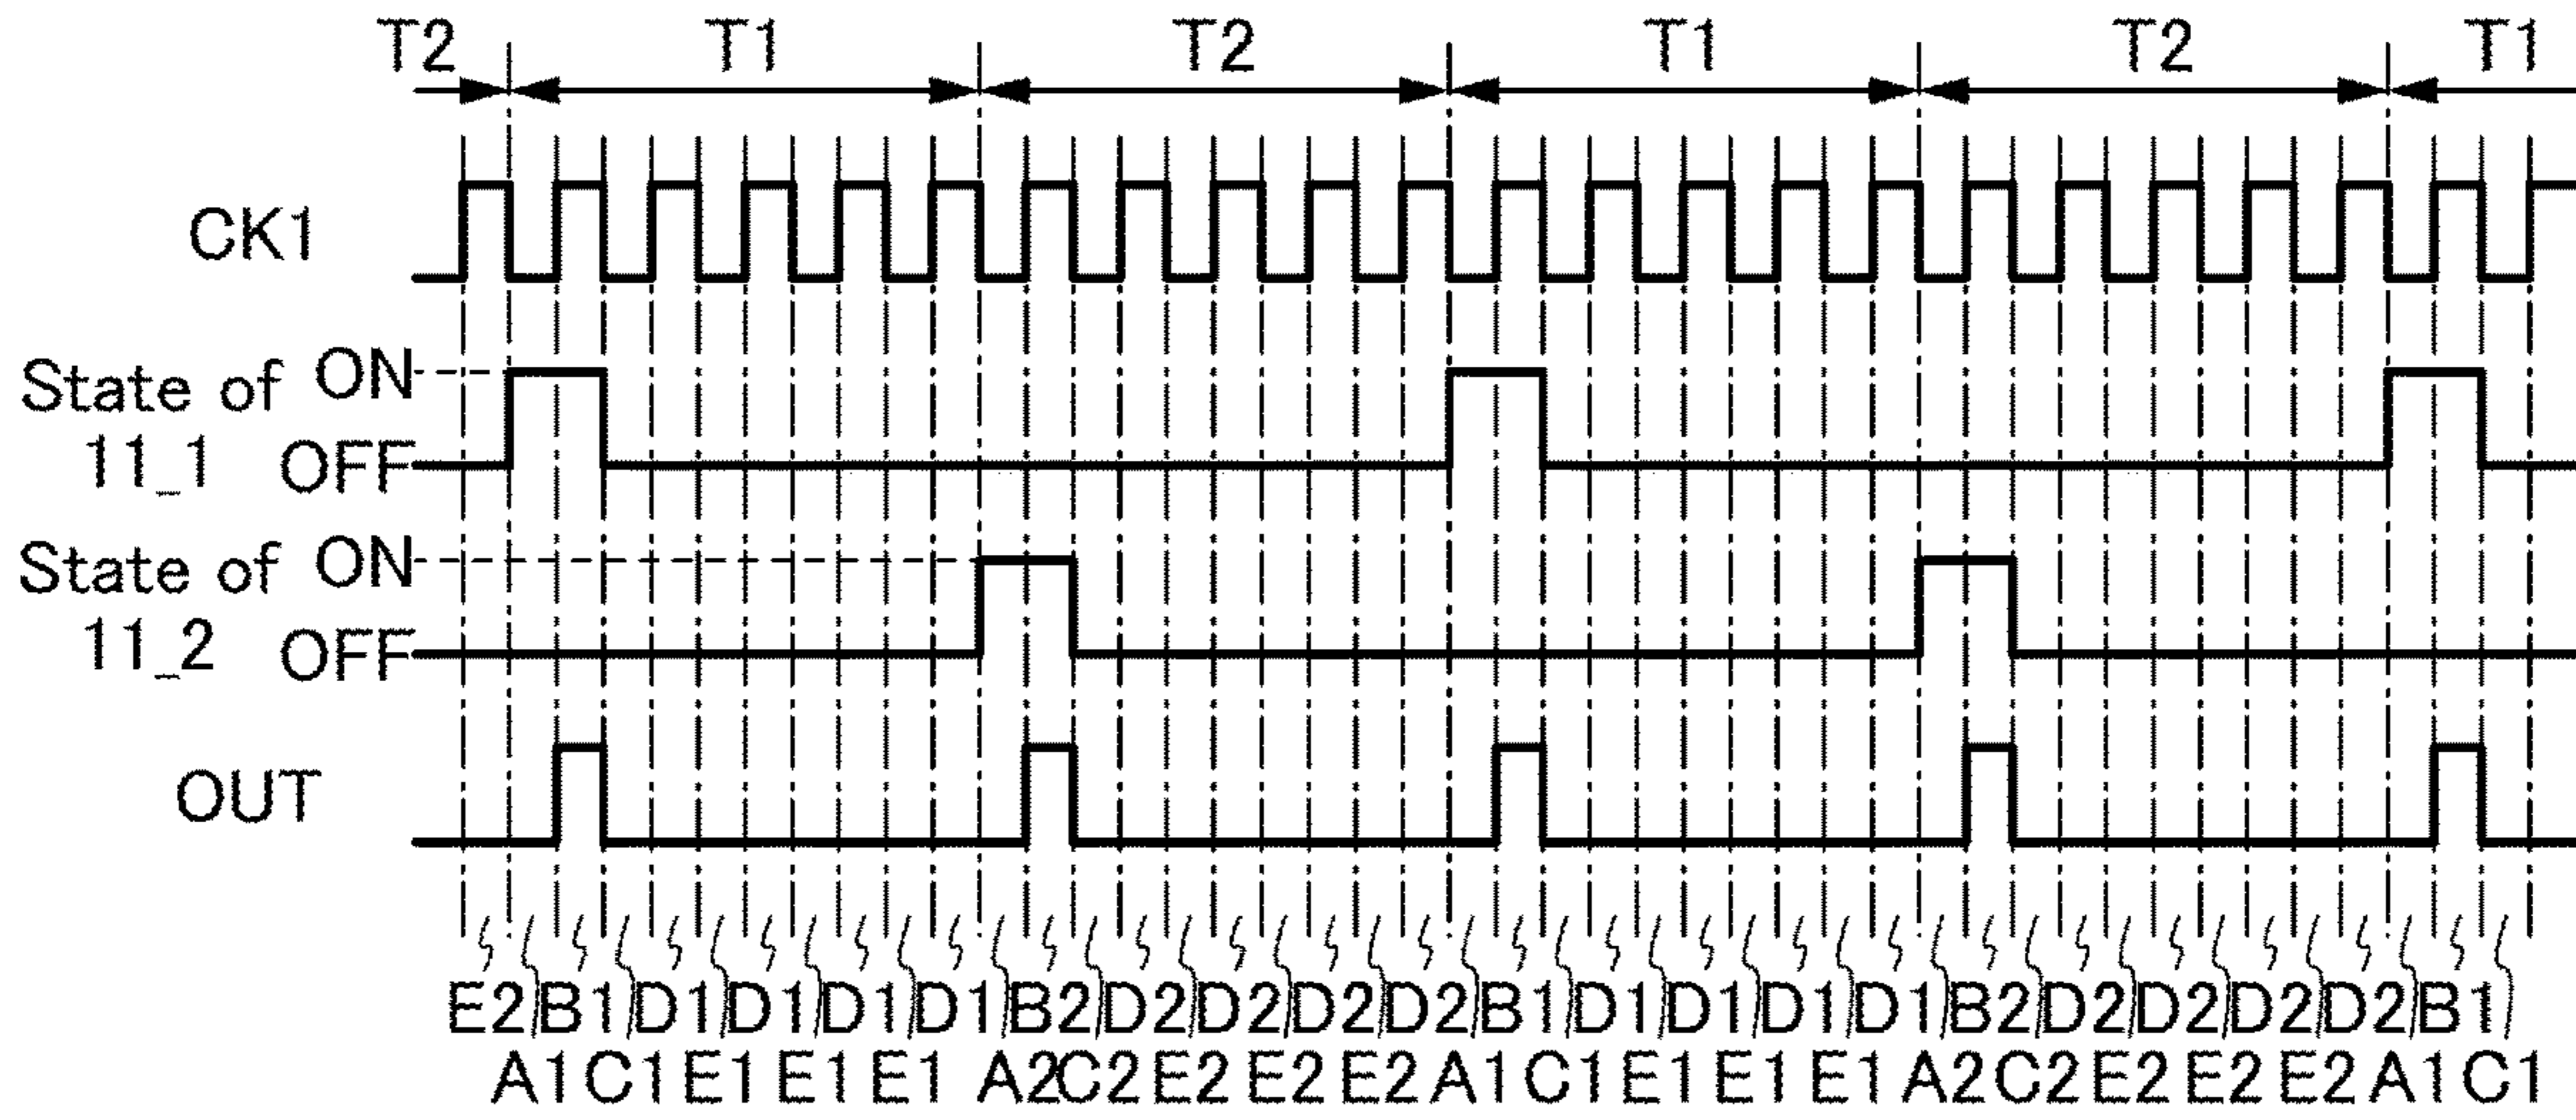 T2 T1 T2 T1 T2 T1
CK1
State of ON
11_1 OFF
State of ON
11_2 OFF
OUT
E2 B1 D1 D1 D1 D1 B2 D2 D2 D2 D2 B1 D1 D1 D1 D1 B2 D2 D2 D2 D2 B1
A1 C1 E1 E1 E1 A2 C2 E2 E2 E2 A1 C1 E1 E1 E1 A2 C2 E2 E2 E2 A1 C1